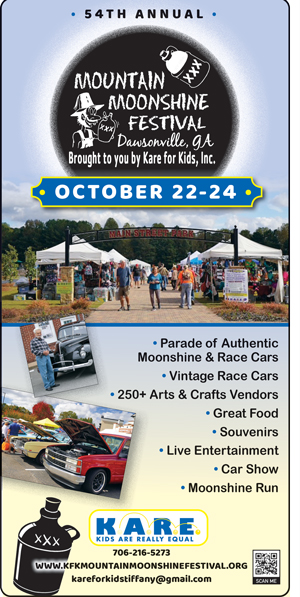 • 54TH ANNUAL •
XXX
MOUNTAIN
MOONSHINE
FESTIVAL
XXX
Dawsonville, GA
Brought to you by Kare for Kids, Inc.
• OCTOBER 22-24 •
MAIN STREET PARK
• Parade of Authentic
Moonshine & Race Cars
• Vintage Race Cars
• 250+ Arts & Crafts Vendors
• Great Food
• Souvenirs
• Live Entertainment
• Car Show
• Moonshine Run
KARE
KIDS ARE REALLY EQUAL
706-216-5273
XXX
WWW.KFKMOUNTAINMOONSHINEFESTIVAL.ORG
kareforkidstiffany@gmail.com
SCAN ME